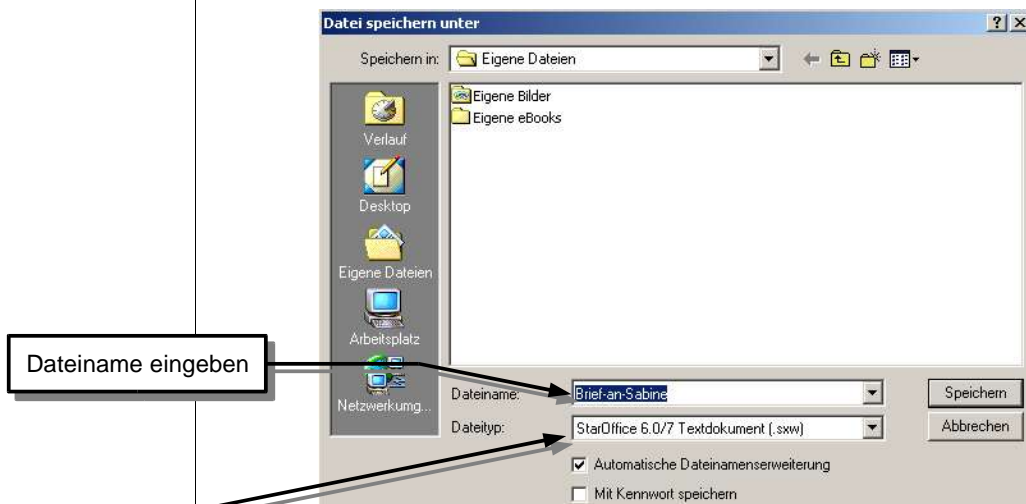 Datei speichern unter
Speichern in: Eigene Dateien
Eigene Bilder
Eigene eBooks
Verlauf
Desktop
Eigene Dateien
Arbeitsplatz
Netzwerkumg...
Dateiname eingeben
Dateiname: Brief-an-Sabine Speichern
Dateityp: StarOffice 6.0/7 Textdokument (.sxw) Abbrechen
Automatische Dateinamenserweiterung
Mit Kennwort speichern